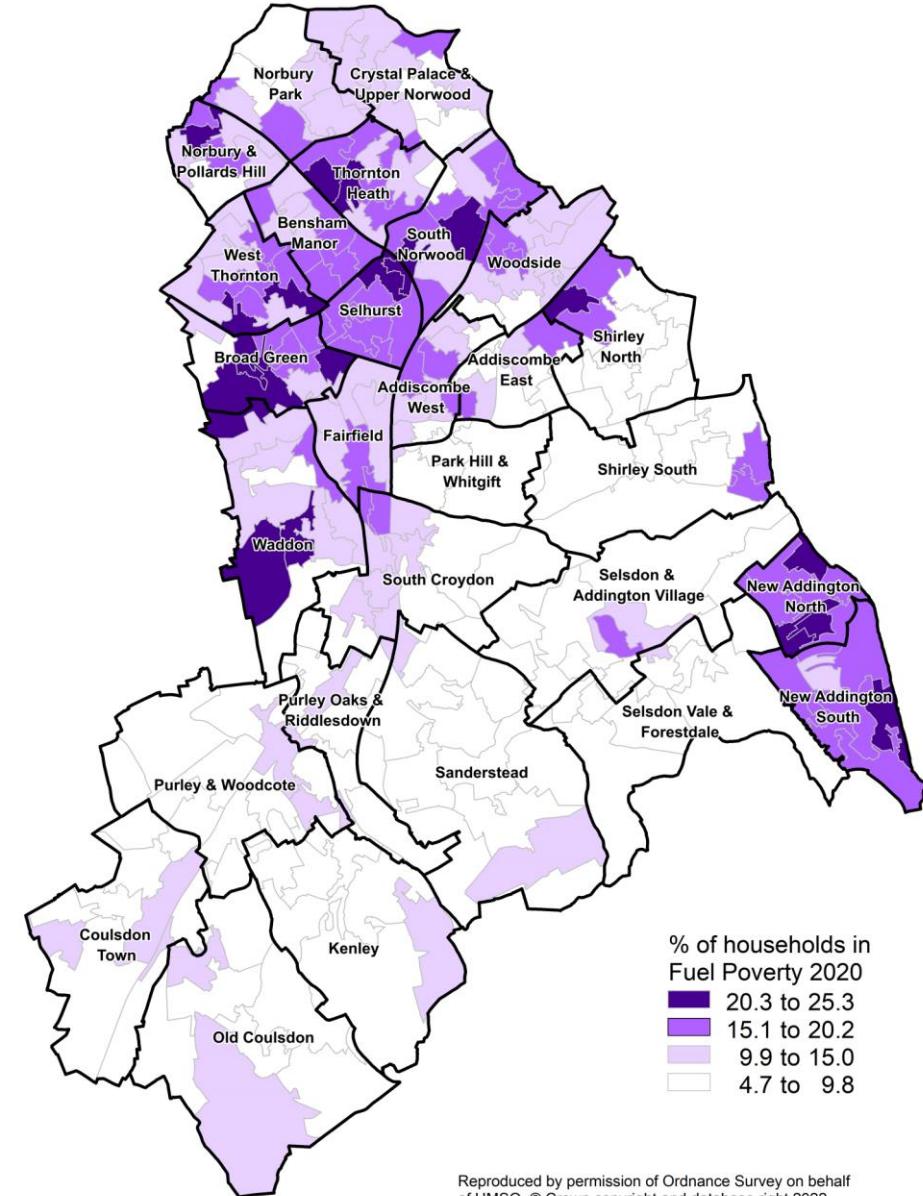 Norbury
Park
Crystal Palace &
Upper Norwood
Norbury &
Pollards Hill
Thornton
Heath
Bensham
Manor
South
Norwood
West
Thornton
Woodside
Selhurst
Shirley
North
Broad Green
Addiscombe
East
Addiscombe
West
Fairfield
Park Hill &
Whitgift
Shirley South
Waddon
South Croydon
Selsdon &
Addington Village
New Addington
North
Purley Oaks &
Riddlesdown
Selsdon Vale &
Forestdale
New Addington
South
Sanderstead
Purley & Woodcote
Coulsdon
Town
Kenley
Old Coulsdon
% of households in
Fuel Poverty 2020
20.3 to 25.3
15.1 to 20.2
9.9 to 15.0
4.7 to 9.8
Reproduced by permission of Ordnance Survey on behalf